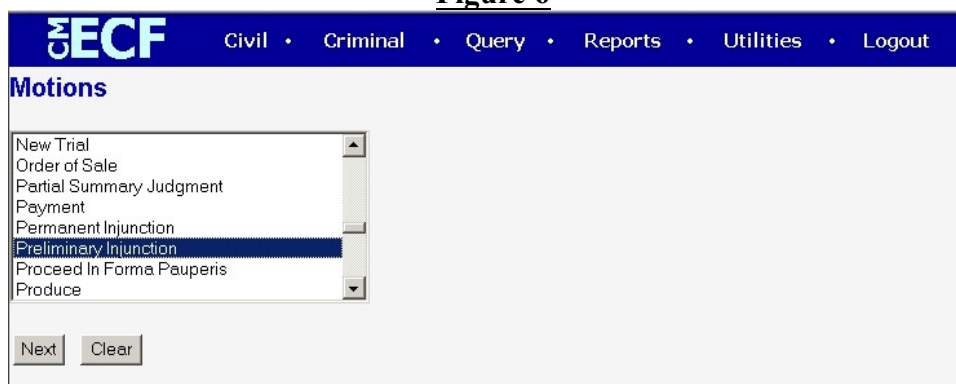 Figure 6
CM ECF Civil • Criminal • Query • Reports • Utilities • Logout
Motions
New Trial
Order of Sale
Partial Summary Judgment
Payment
Permanent Injunction
Preliminary Injunction
Proceed In Forma Pauperis
Produce
Next Clear